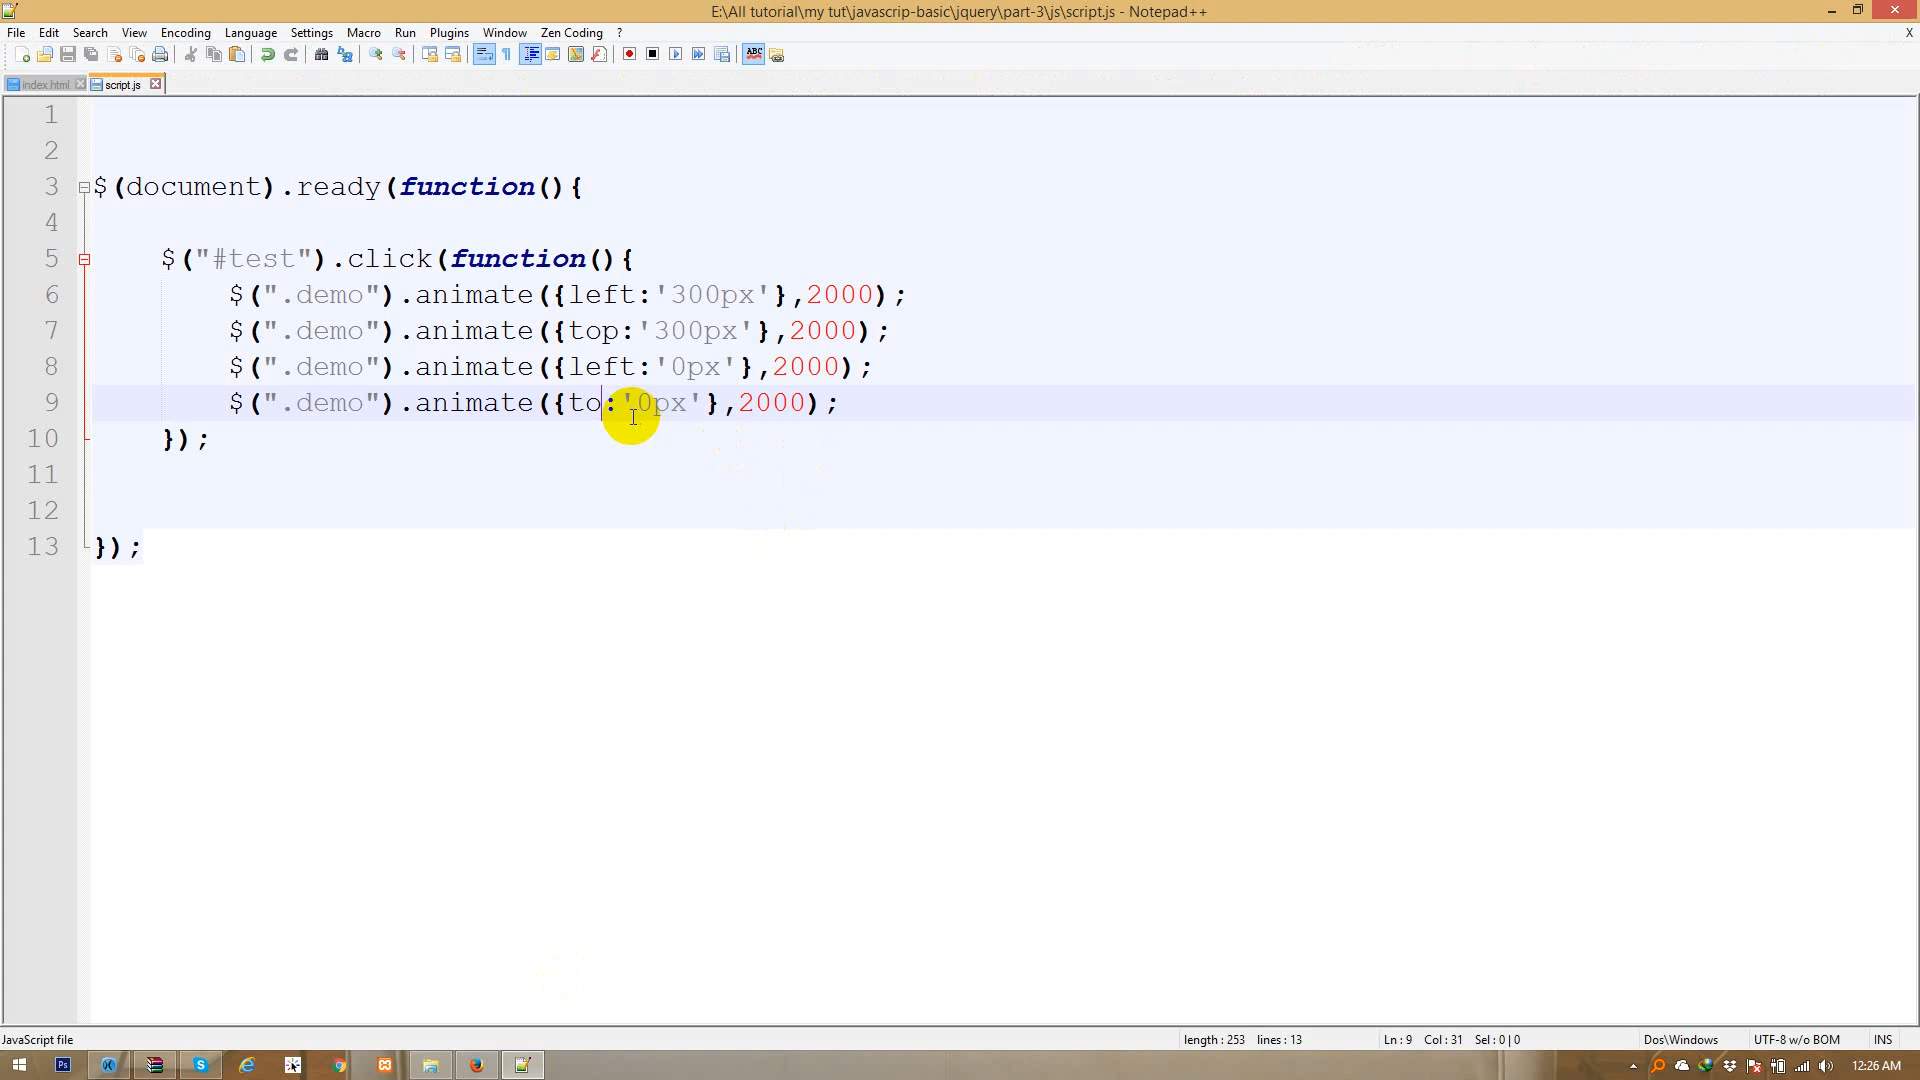 E:\All tutorial\my tut\javascrip-basic\jquery\part-3\js\script.js - Notepad++
File Edit Search View Encoding Language Settings Macro Run Plugins Window Zen Coding ? X
index.html script.js
1
2
3 $(document).ready(function(){
4
5 $("#test").click(function(){
6 $(".demo").animate({left:'300px'},2000);
7 $(".demo").animate({top:'300px'},2000);
8 $(".demo").animate({left:'0px'},2000);
9 $(".demo").animate({to:'0px'},2000);
10 });
11
12
13 });
JavaScript file length : 253 lines : 13 Ln : 9 Col : 31 Sel : 0 | 0 Dos\Windows UTF-8 w/o BOM INS
12:26 AM